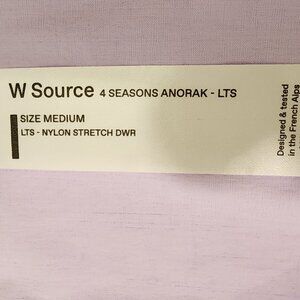 W Source 4 SEASONS ANORAK - LTS
SIZE MEDIUM
LTS - NYLON STRETCH DWR
Designed & tested
in the French Alps